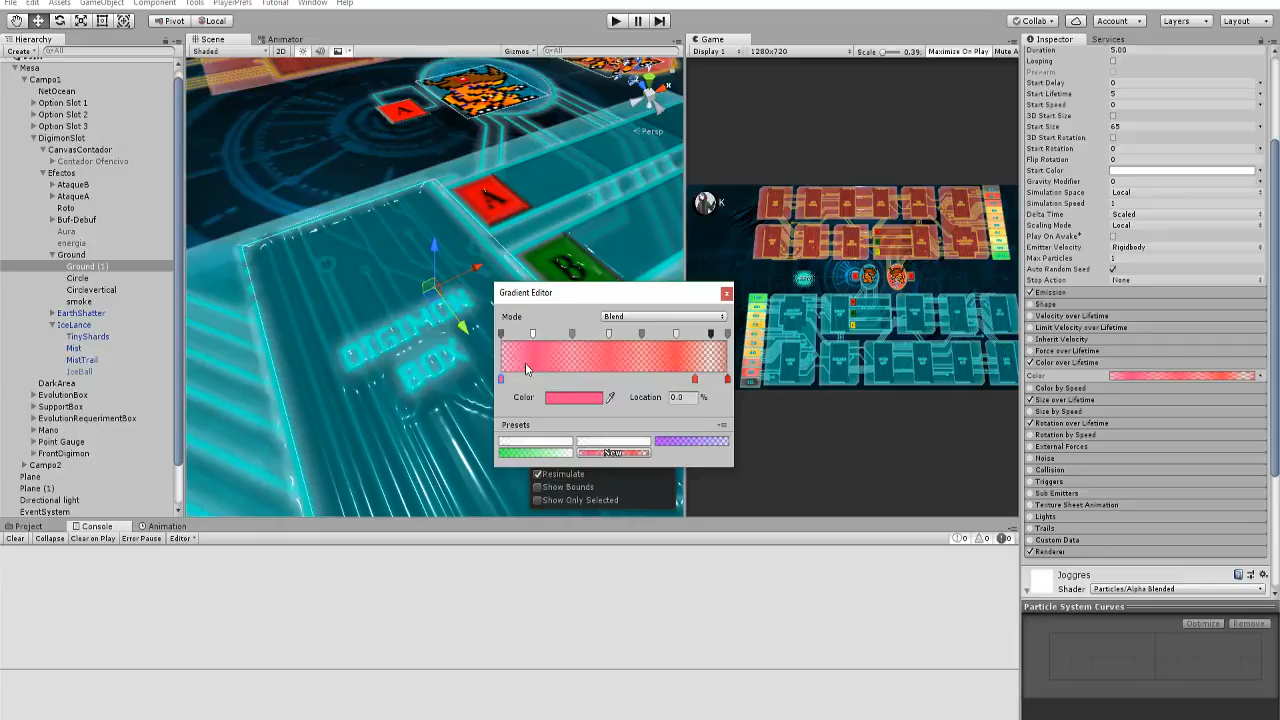 File Edit Assets GameObject Component Tools PlayerPrefs Tutorial Window Help
Pivot Local Collab Account Layers Layout
Hierarchy
Create All
Mesa
Campo1
NetOcean
Option Slot 1
Option Slot 2
Option Slot 3
DigimonSlot
CanvasContador
Contador Ofencivo
Efectos
AtaqueB
AtaqueA
Roto
Buf-Debuf
Aura
energia
Ground
Ground (1)
Circle
Circlevertical
smoke
EarthShatter
IceLance
TinyShards
Mist
MistTrail
IceBall
DarkArea
EvolutionBox
SupportBox
EvolutionRequerimentBox
Mano
Point Gauge
FrontDigimon
Campo2
Plane
Plane (1)
Directional light
EventSystem
Scene Animator
Shaded 2D Gizmos All
Persp
A
A
B
DIGIMON
BOX
Resimulate
Show Bounds
Show Only Selected
Gradient Editor x
Mode Blend
Color Location 0.0 %
Presets
New
Game
Display 1 1280x720 Scale 0.39 Maximize On Play Mute A
K
Inspector Services
Duration 5.00
Looping
Prewarm
Start Delay 0
Start Lifetime 5
Start Speed 0
3D Start Size
Start Size 65
3D Start Rotation
Start Rotation 0
Flip Rotation 0
Start Color
Gravity Modifier 0
Simulation Space Local
Simulation Speed 1
Delta Time Scaled
Scaling Mode Local
Play On Awake*
Emitter Velocity Rigidbody
Max Particles 1
Auto Random Seed
Stop Action None
Emission
Shape
Velocity over Lifetime
Limit Velocity over Lifetime
Inherit Velocity
Force over Lifetime
Color over Lifetime
Color
Color by Speed
Size over Lifetime
Size by Speed
Rotation over Lifetime
Rotation by Speed
External Forces
Noise
Collision
Triggers
Sub Emitters
Texture Sheet Animation
Lights
Trails
Custom Data
Renderer
Joggres
Shader Particles/Alpha Blended
Particle System Curves
Optimize Remove
Project Console Animation
Clear Collapse Clear on Play Error Pause Editor 0 0 0